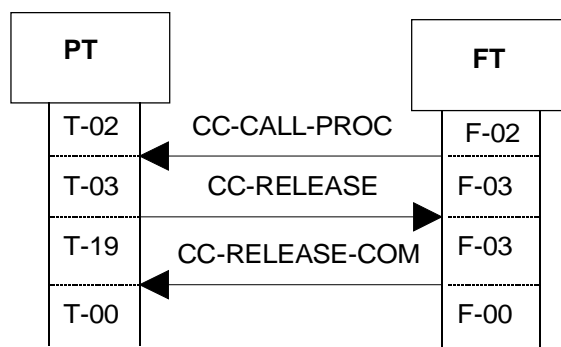 PT FT
T-02 CC-CALL-PROC F-02
T-03 CC-RELEASE F-03
T-19 CC-RELEASE-COM F-03
T-00 F-00